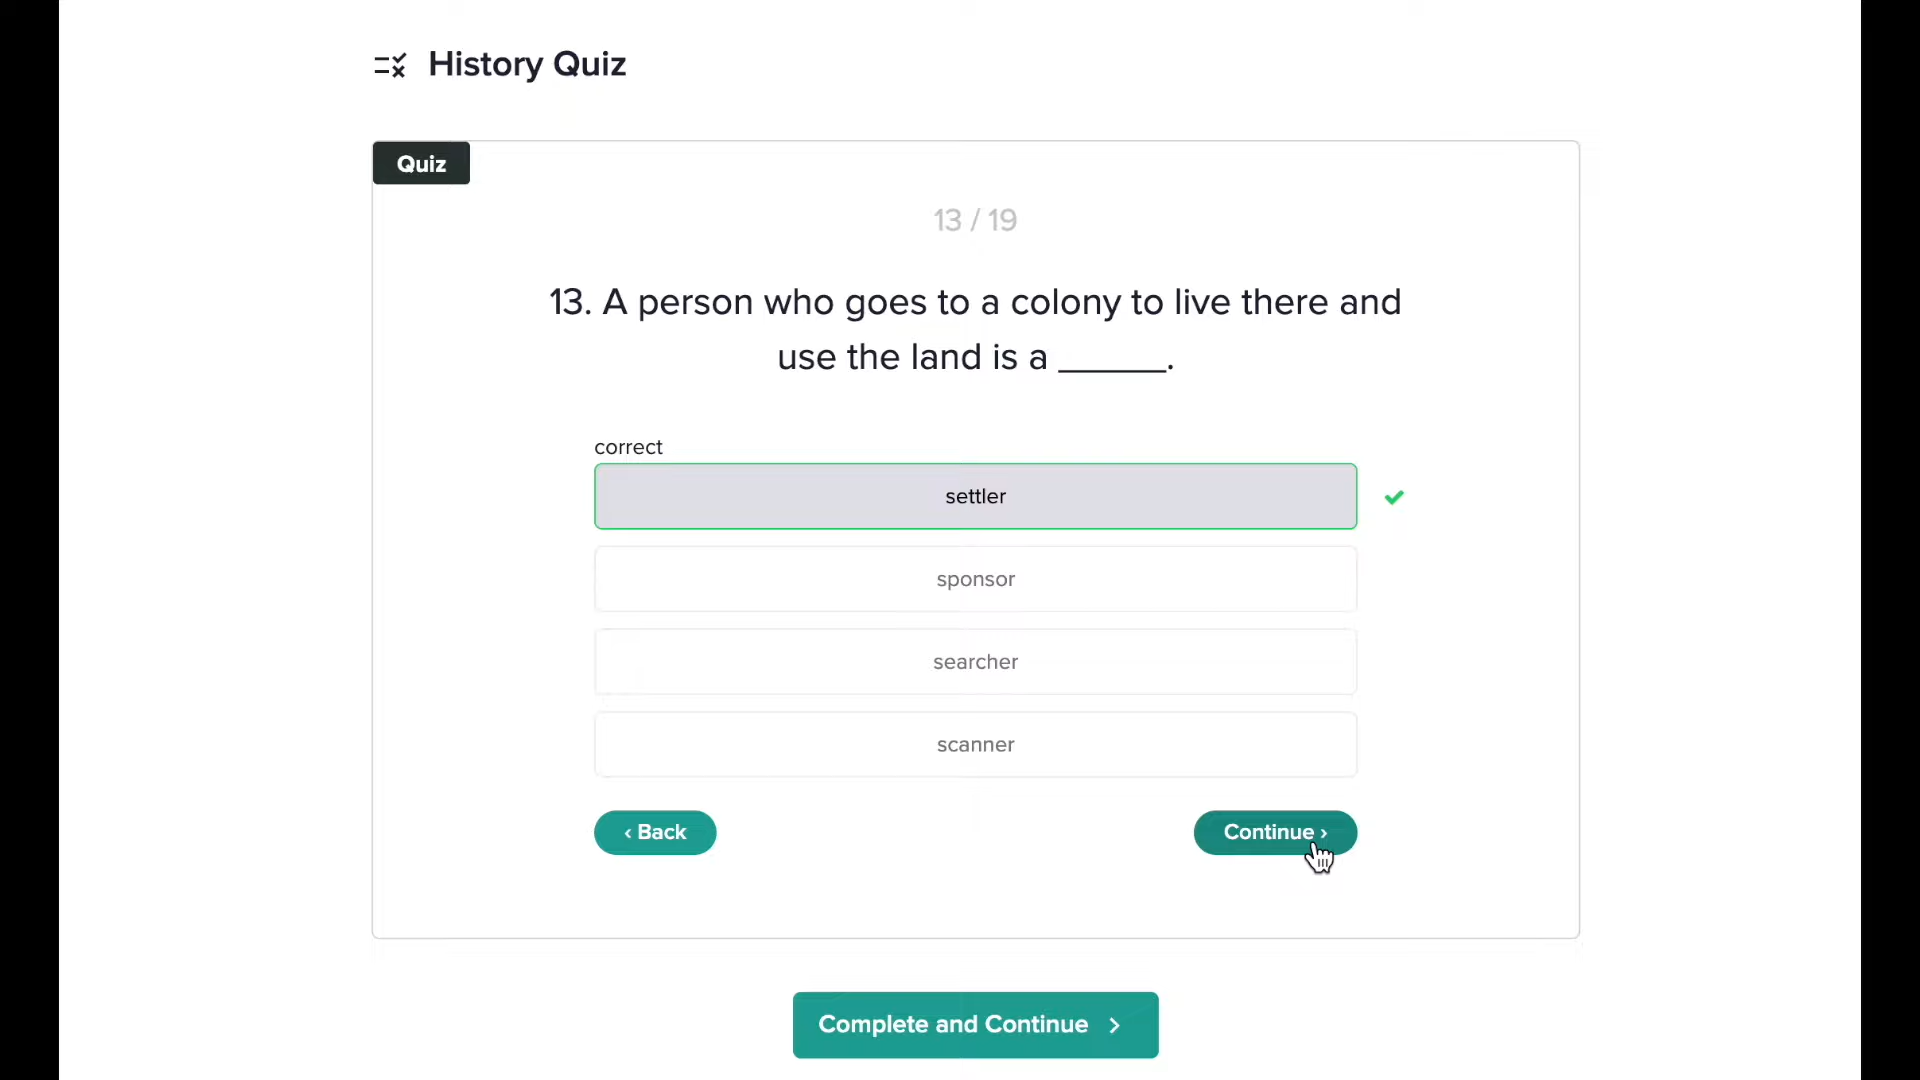 History Quiz
Quiz
13 / 19
13. A person who goes to a colony to live there and
use the land is a ______.
correct
settler
sponsor
searcher
scanner
‹ Back
Continue ›
Complete and Continue >